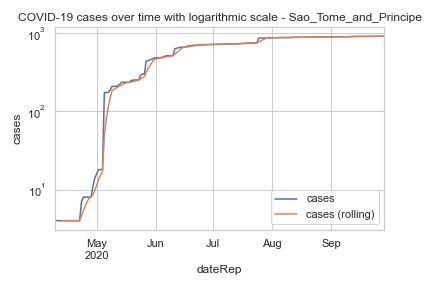 COVID-19 cases over time with logarithmic scale - Sao_Tome_and_Principe
10³
10²
10¹
cases
cases
cases (rolling)
May Jun Jul Aug Sep
2020
dateRep